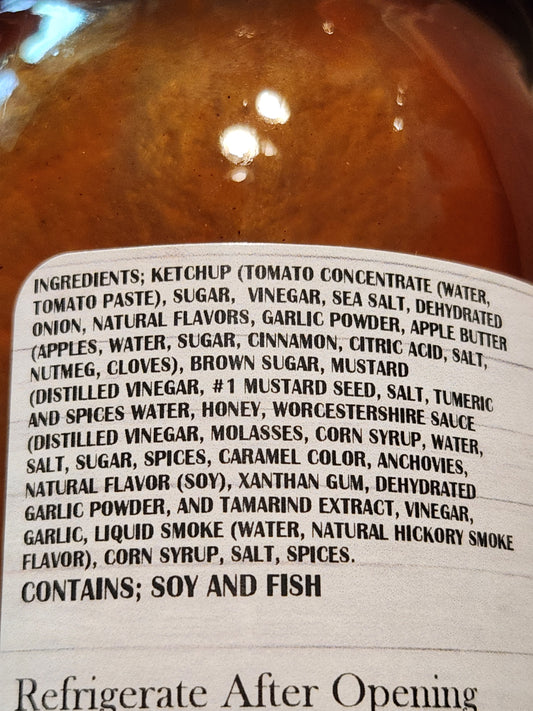 INGREDIENTS; KETCHUP (TOMATO CONCENTRATE (WATER,
TOMATO PASTE), SUGAR, VINEGAR, SEA SALT, DEHYDRATED
ONION, NATURAL FLAVORS, GARLIC POWDER, APPLE BUTTER
(APPLES, WATER, SUGAR, CINNAMON, CITRIC ACID, SALT,
NUTMEG, CLOVES), BROWN SUGAR, MUSTARD
(DISTILLED VINEGAR, #1 MUSTARD SEED, SALT, TUMERIC
AND SPICES WATER, HONEY, WORCESTERSHIRE SAUCE
(DISTILLED VINEGAR, MOLASSES, CORN SYRUP, WATER,
SALT, SUGAR, SPICES, CARAMEL COLOR, ANCHOVIES,
NATURAL FLAVOR (SOY), XANTHAN GUM, DEHYDRATED
GARLIC POWDER, AND TAMARIND EXTRACT, VINEGAR,
GARLIC, LIQUID SMOKE (WATER, NATURAL HICKORY SMOKE
FLAVOR), CORN SYRUP, SALT, SPICES.
CONTAINS; SOY AND FISH
Refrigerate After Opening